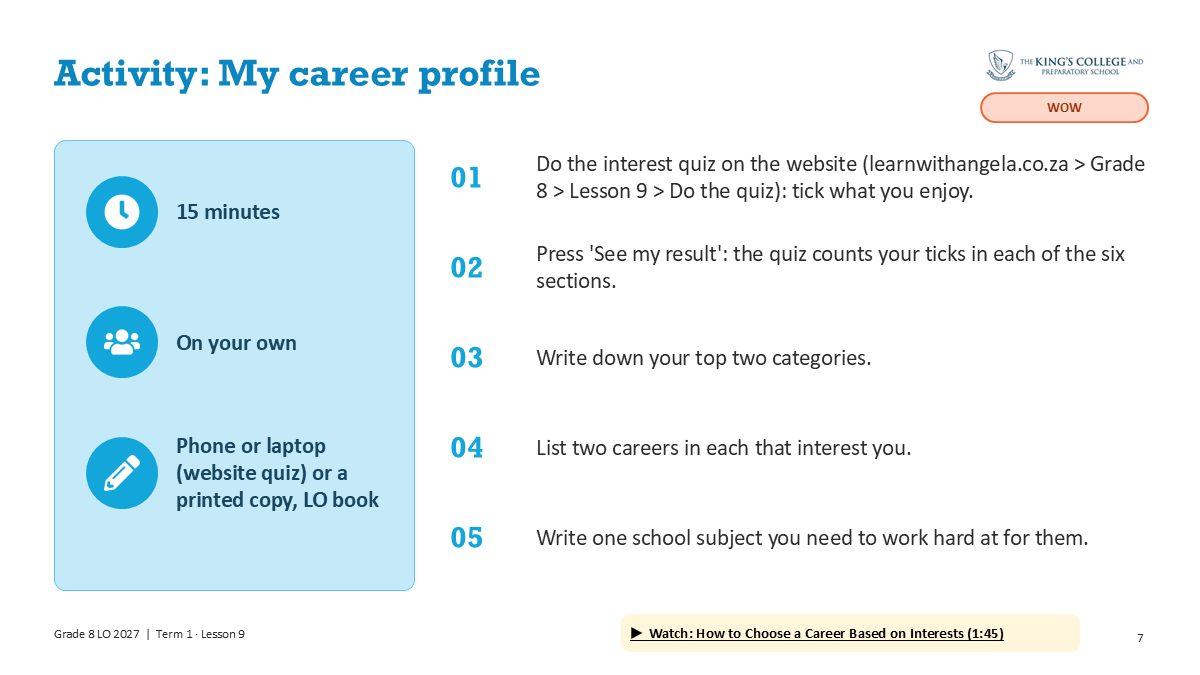 Activity: My career profile
THE KING'S COLLEGE AND
PREPARATORY SCHOOL
WOW
15 minutes
On your own
Phone or laptop
(website quiz) or a
printed copy, LO book
01
Do the interest quiz on the website (learnwithangela.co.za > Grade
8 > Lesson 9 > Do the quiz): tick what you enjoy.
02
Press 'See my result': the quiz counts your ticks in each of the six
sections.
03
Write down your top two categories.
04
List two careers in each that interest you.
05
Write one school subject you need to work hard at for them.
Grade 8 LO 2027 | Term 1 · Lesson 9
▶ Watch: How to Choose a Career Based on Interests (1:45)
7